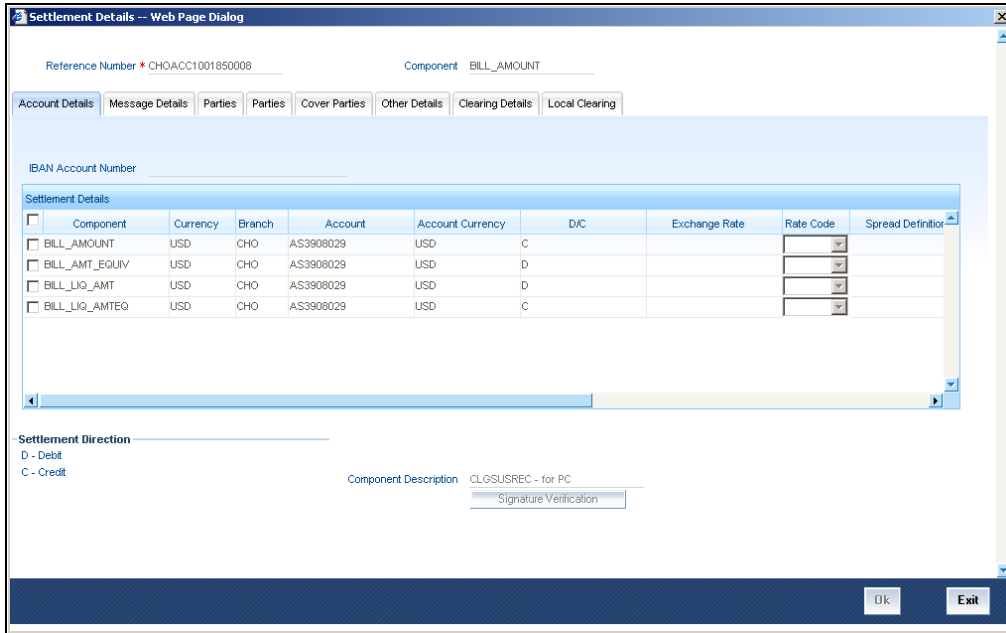 Settlement Details -- Web Page Dialog
Reference Number * CHOACC1001850008 Component BILL_AMOUNT
Account Details Message Details Parties Parties Cover Parties Other Details Clearing Details Local Clearing
IBAN Account Number
Settlement Details
Component Currency Branch Account Account Currency D/C Exchange Rate Rate Code Spread Definition
BILL_AMOUNT USD CHO AS3908029 USD C
BILL_AMT_EQUIV USD CHO AS3908029 USD D
BILL_LIQ_AMT USD CHO AS3908029 USD D
BILL_LIQ_AMTEQ USD CHO AS3908029 USD C
Settlement Direction
D - Debit
C - Credit
Component Description CLGSUSREC - for PC
Signature Verification
Ok Exit